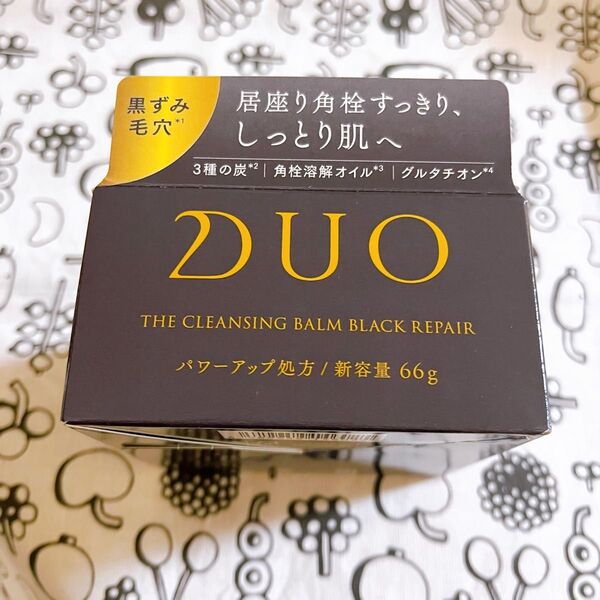 黒ずみ
毛穴*1
居座り角栓すっきり、
しっとり肌へ
3種の炭*2 | 角栓溶解オイル*3 | グルタチオン*4
DUO
THE CLEANSING BALM BLACK REPAIR
パワーアップ処方 / 新容量 66g